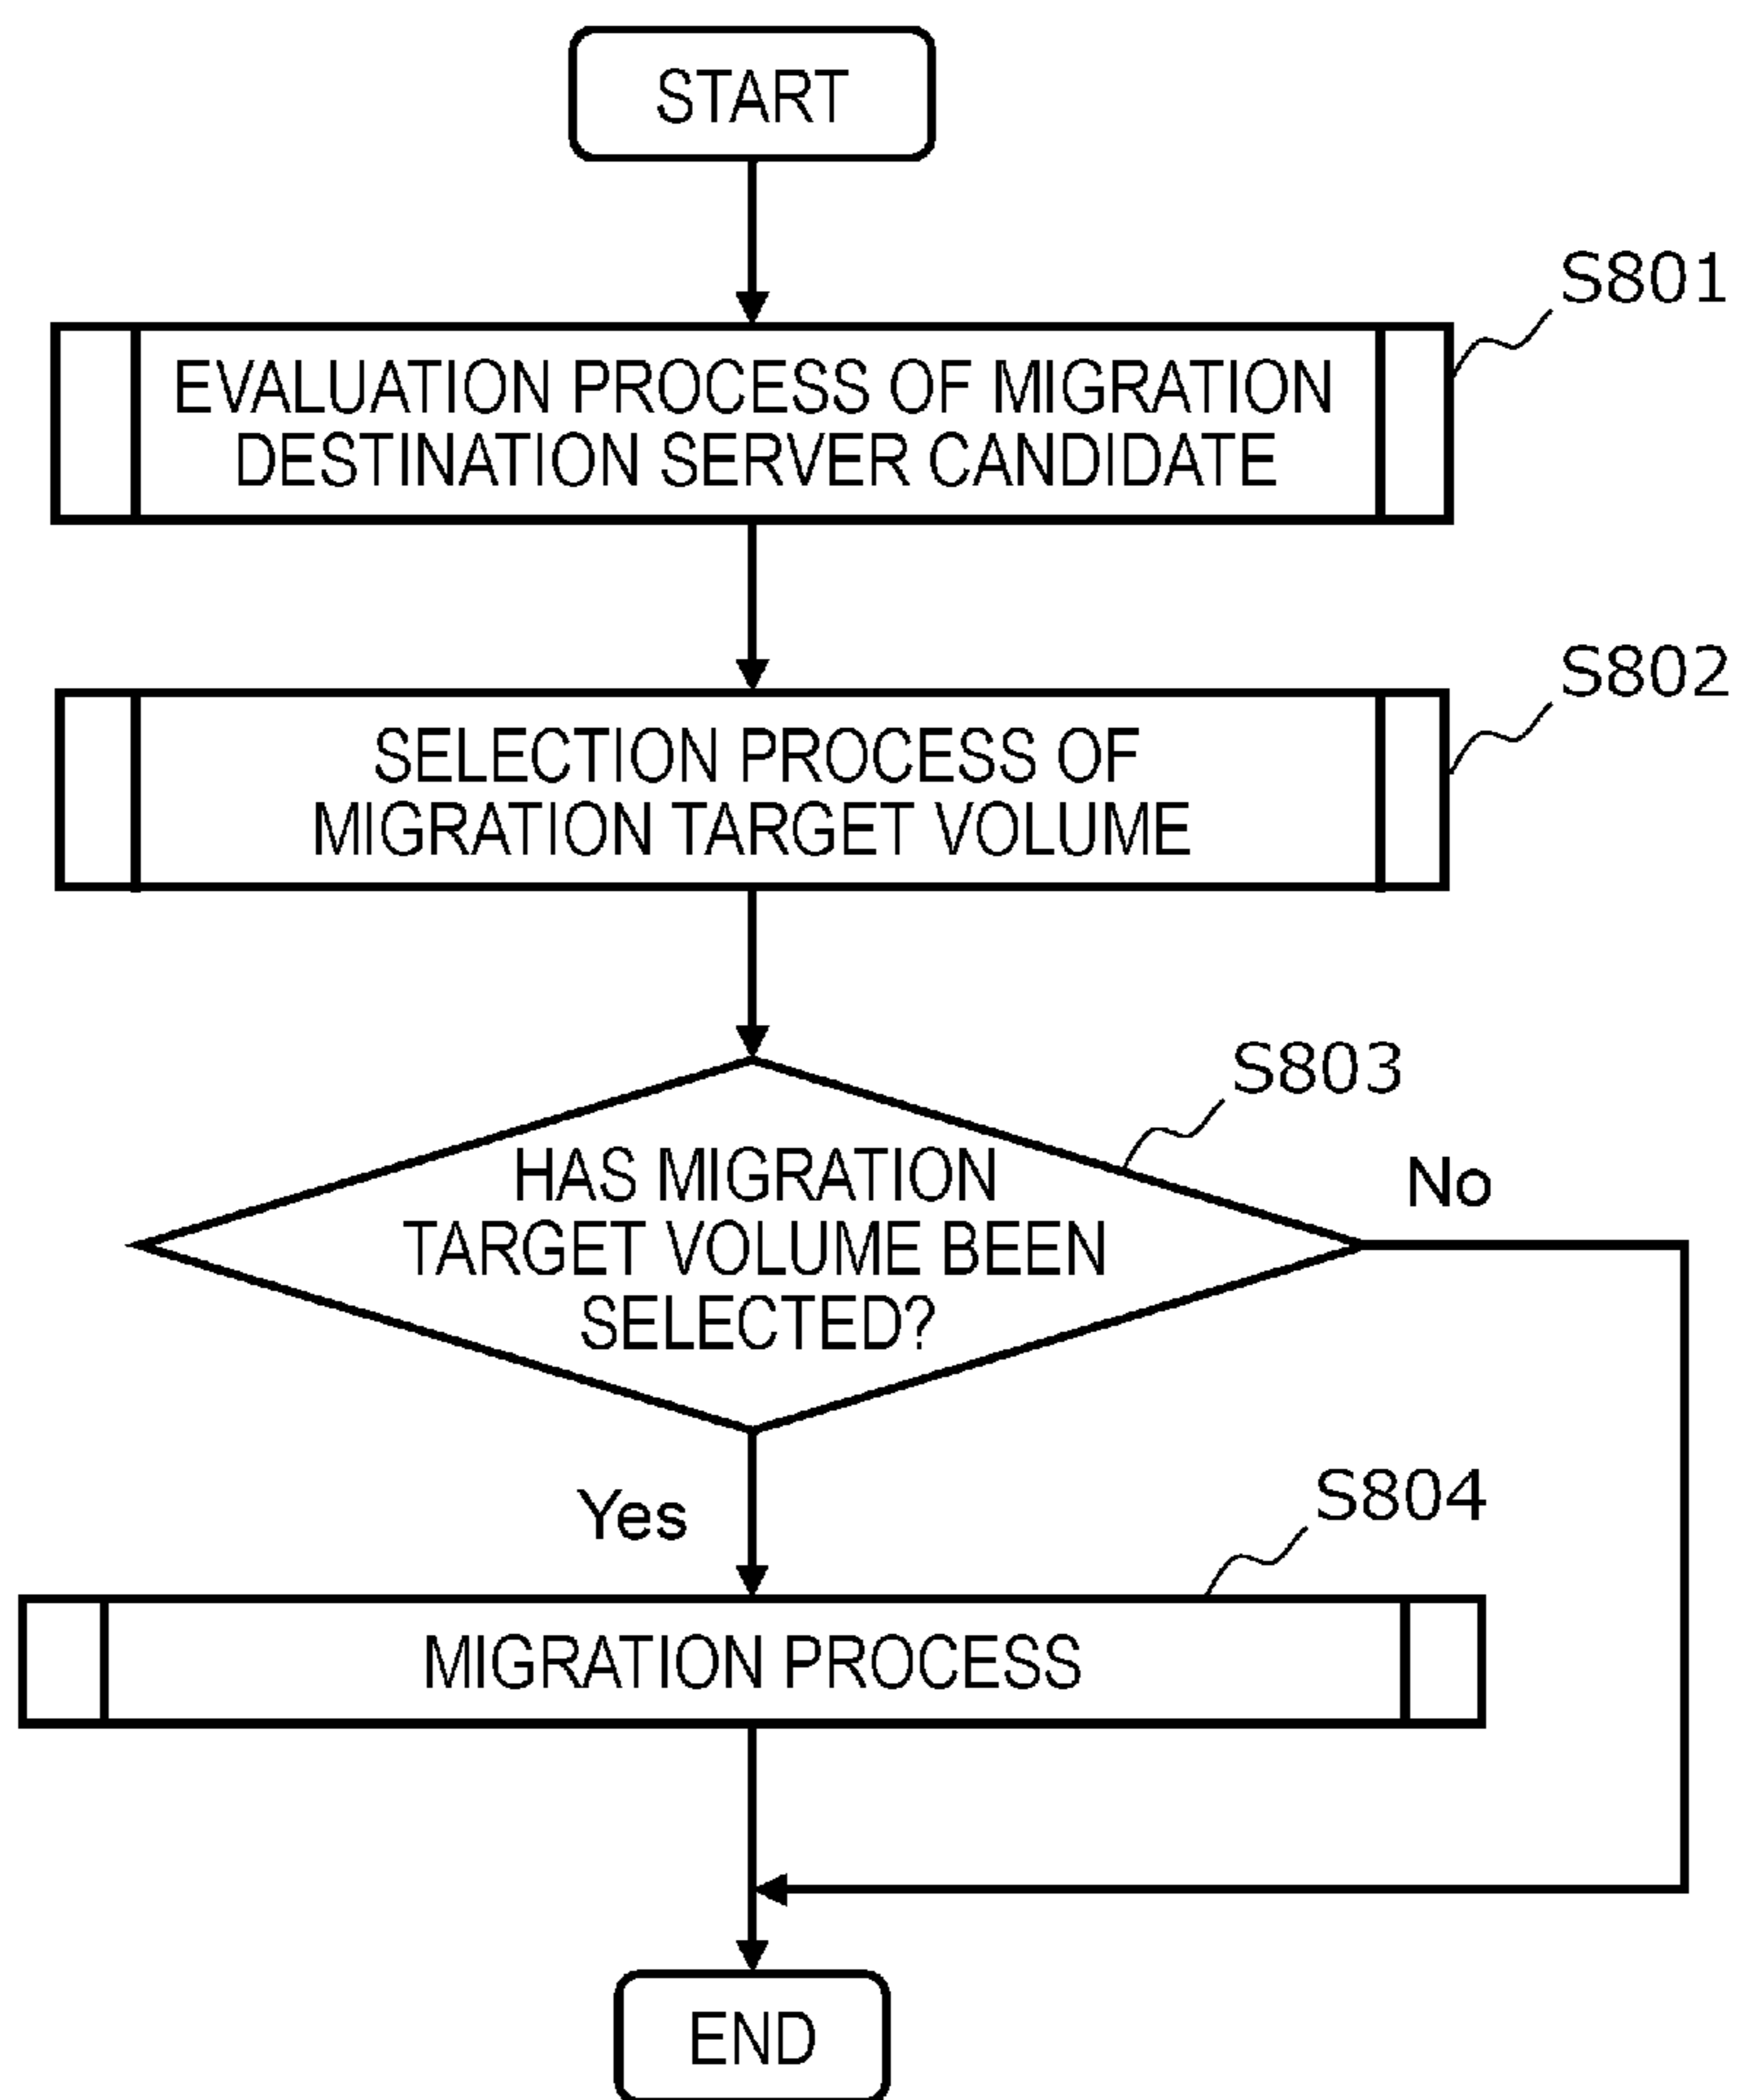 START
S801
EVALUATION PROCESS OF MIGRATION
DESTINATION SERVER CANDIDATE
S802
SELECTION PROCESS OF
MIGRATION TARGET VOLUME
S803
HAS MIGRATION
TARGET VOLUME BEEN
SELECTED?
No
Yes
S804
MIGRATION PROCESS
END